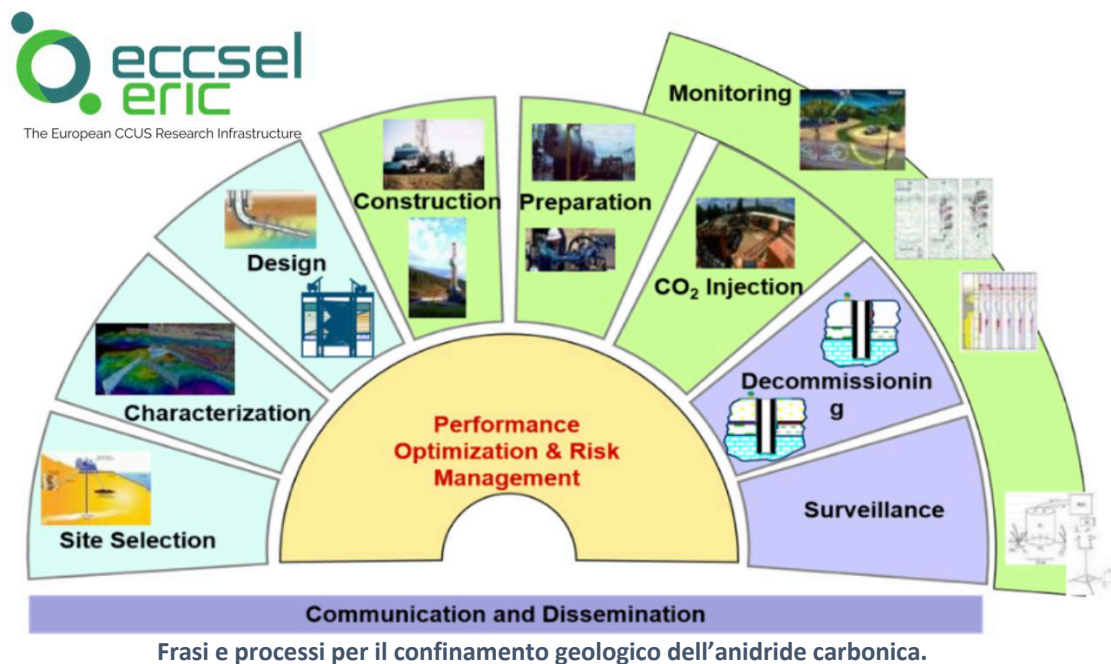 eccsel
eric
The European CCUS Research Infrastructure
Monitoring
Construction
Preparation
Design
CO₂ Injection
Characterization
Decommissionin
g
Performance
Optimization & Risk
Management
Site Selection
Surveillance
Communication and Dissemination
Frasi e processi per il confinamento geologico dell'anidride carbonica.